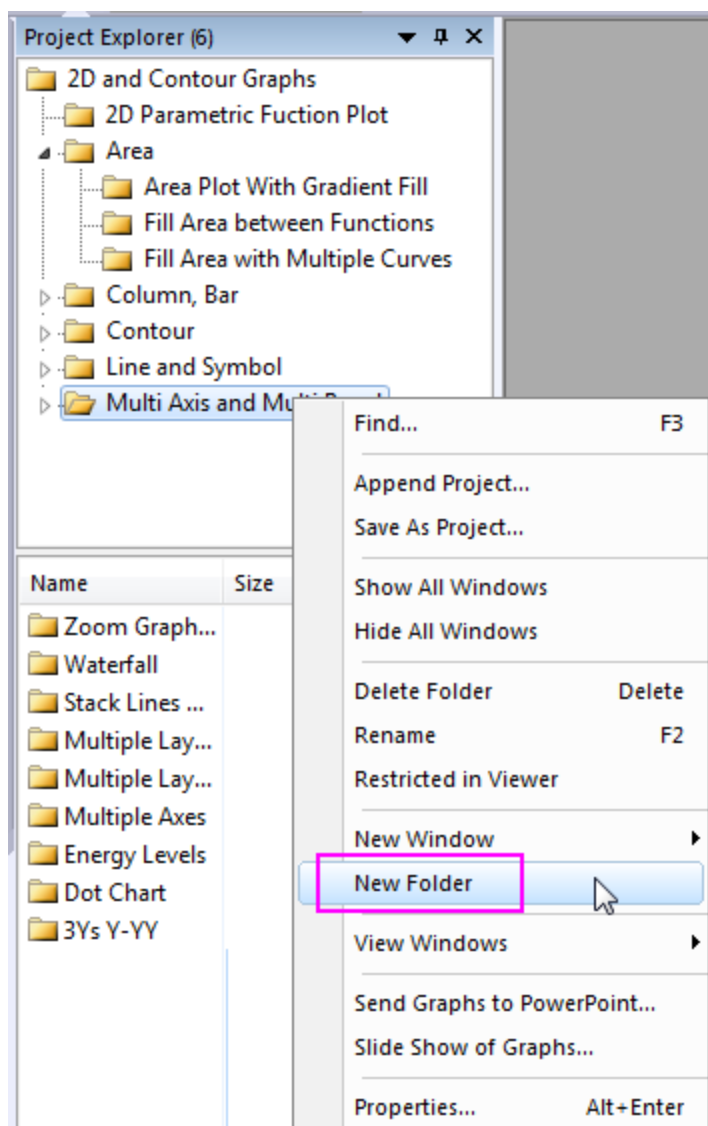 Project Explorer (6)
2D and Contour Graphs
2D Parametric Fuction Plot
Area
Area Plot With Gradient Fill
Fill Area between Functions
Fill Area with Multiple Curves
Column, Bar
Contour
Line and Symbol
Multi Axis and
Find... F3
Append Project...
Save As Project...
Show All Windows
Hide All Windows
Delete Folder Delete
Rename F2
Restricted in Viewer
New Window
New Folder
View Windows
Send Graphs to PowerPoint...
Slide Show of Graphs...
Properties... Alt+Enter
Name Size
Zoom Graph...
Waterfall
Stack Lines ...
Multiple Lay...
Multiple Lay...
Multiple Axes
Energy Levels
Dot Chart
3Ys Y-YY